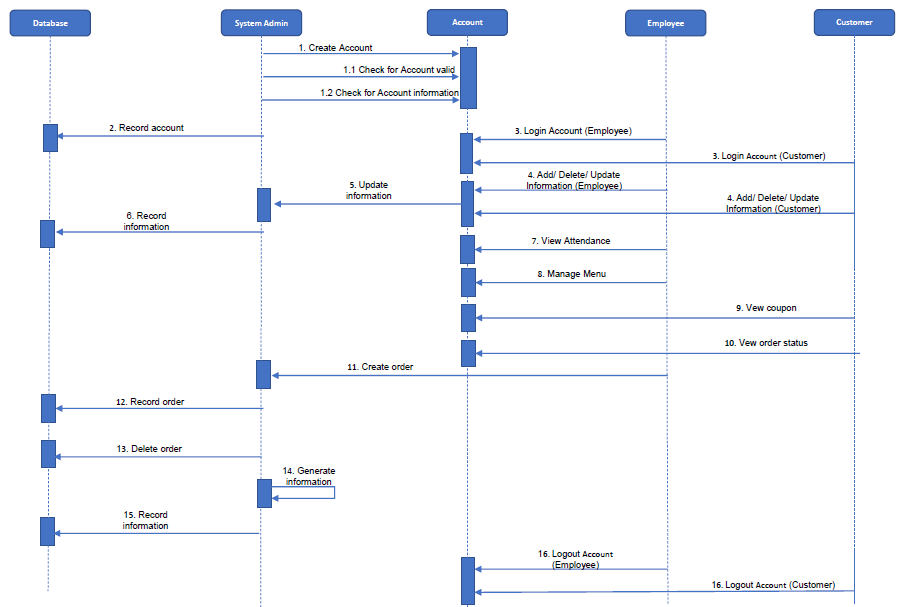 Database
System Admin
Account
Employee
Customer
1. Create Account
1.1 Check for Account valid
1.2 Check for Account information
2. Record account
3. Login Account (Employee)
3. Login Account (Customer)
4. Add/ Delete/ Update
Information (Employee)
5. Update
information
4. Add/ Delete/ Update
Information (Customer)
6. Record
information
7. View Attendance
8. Manage Menu
9. Vew coupon
10. Vew order status
11. Create order
12. Record order
13. Delete order
14. Generate
information
15. Record
information
16. Logout Account
(Employee)
16. Logout Account (Customer)